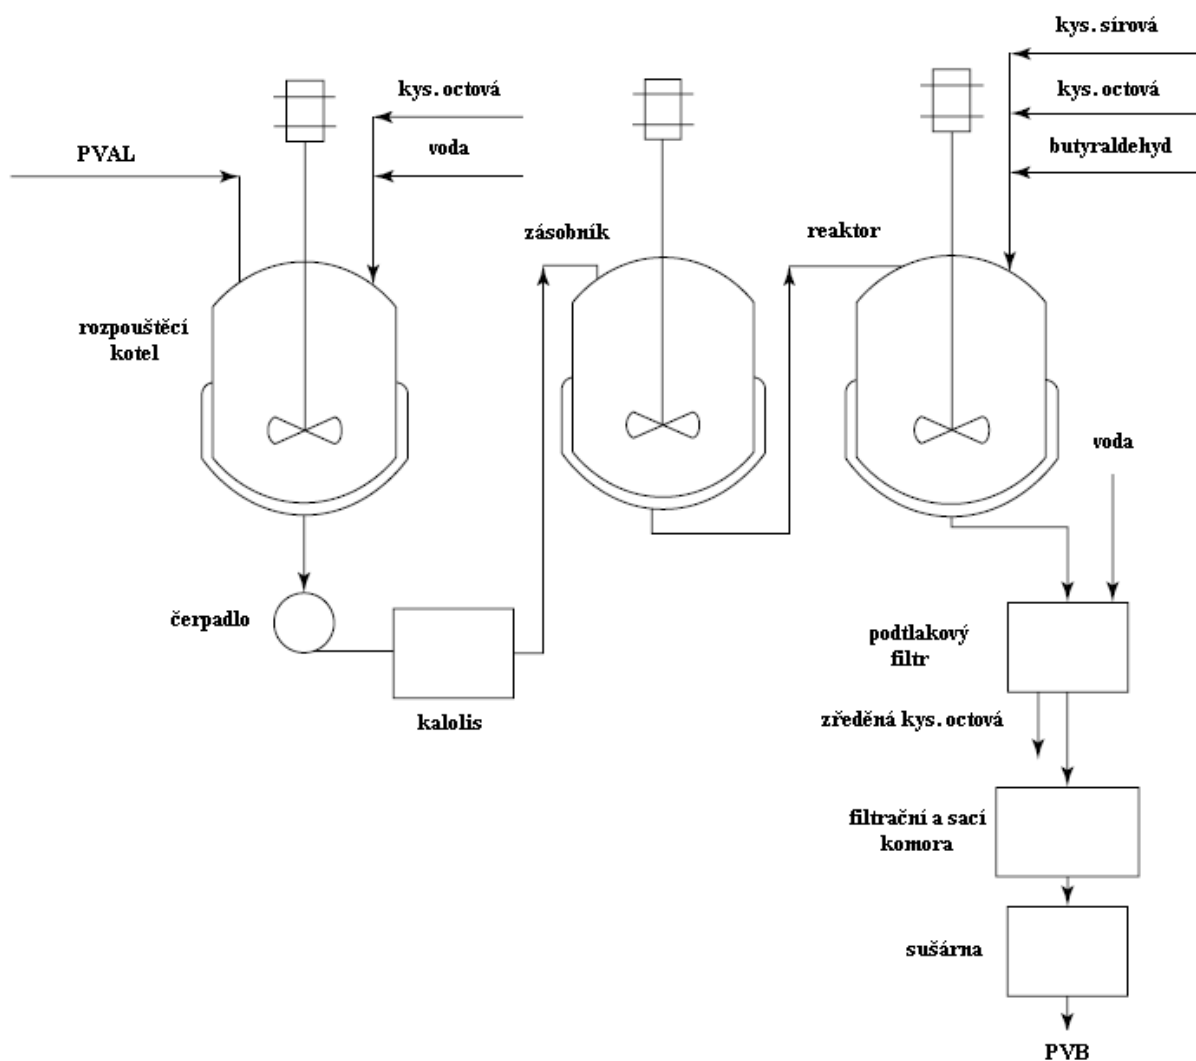 kys. sírová
kys. octová
kys. octová
butyraldehyd
voda
PVAL
zásobník
reaktor
rozpouštěcí
kotel
voda
čerpadlo
podtlakový
filtr
kalolis
zředěná kys. octová
filtrační a sací
komora
sušárna
PVB